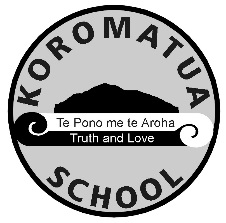 KOROMATUA
Te Pono me te Aroha
Truth and Love
SCHOOL